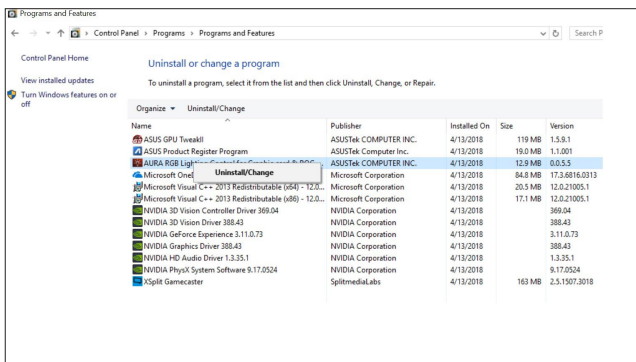 Programs and Features
Control Panel > Programs > Programs and Features
Search P
Control Panel Home
View installed updates
Turn Windows features on or
off
Uninstall or change a program
To uninstall a program, select it from the list and then click Uninstall, Change, or Repair.
Organize Uninstall/Change
Name Publisher Installed On Size Version
ASUS GPU TweakII ASUSTek COMPUTER INC. 4/13/2018 119 MB 1.5.9.1
ASUS Product Register Program ASUSTek Computer Inc. 4/13/2018 19.0 MB 1.1.001
AURA RGB Lighting Control for Graphic card & ROG... ASUSTek COMPUTER INC. 4/13/2018 12.9 MB 0.0.5.5
Uninstall/Change
Microsoft OneD Microsoft Corporation 4/13/2018 84.8 MB 17.3.6816.0313
Microsoft Visual C++ 2013 Redistributable (x64) - 12.0... Microsoft Corporation 4/13/2018 20.5 MB 12.0.21005.1
Microsoft Visual C++ 2013 Redistributable (x86) - 12.0... Microsoft Corporation 4/13/2018 17.1 MB 12.0.21005.1
NVIDIA 3D Vision Controller Driver 369.04 NVIDIA Corporation 4/13/2018 369.04
NVIDIA 3D Vision Driver 388.43 NVIDIA Corporation 4/13/2018 388.43
NVIDIA GeForce Experience 3.11.0.73 NVIDIA Corporation 4/13/2018 3.11.0.73
NVIDIA Graphics Driver 388.43 NVIDIA Corporation 4/13/2018 388.43
NVIDIA HD Audio Driver 1.3.35.1 NVIDIA Corporation 4/13/2018 1.3.35.1
NVIDIA PhysX System Software 9.17.0524 NVIDIA Corporation 4/13/2018 9.17.0524
XSplit Gamecaster SplitmediaLabs 4/13/2018 163 MB 2.5.1507.3018